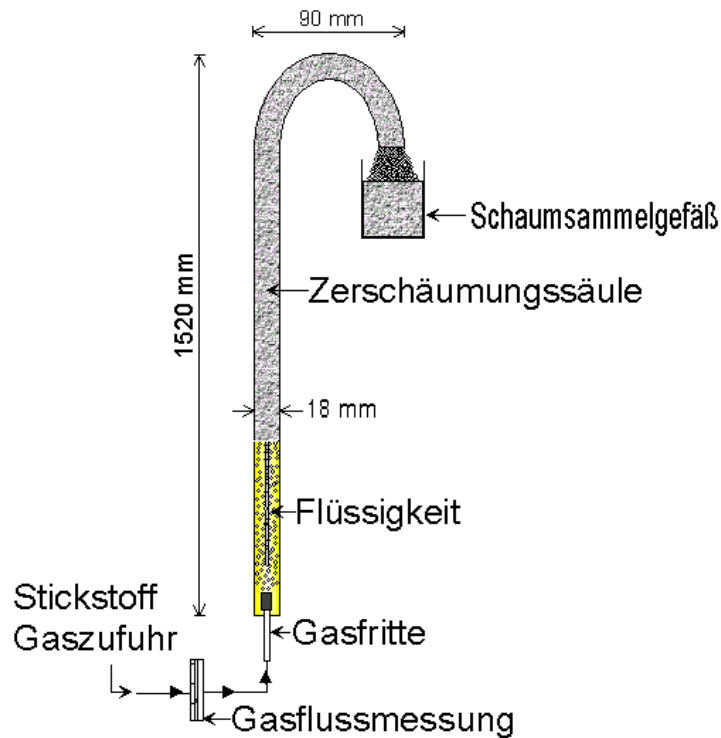 90 mm
1520 mm
Schaumsammelgefäß
Zerschäumungssäule
18 mm
Flüssigkeit
Stickstoff
Gaszufuhr
Gasfritte
Gasflussmessung